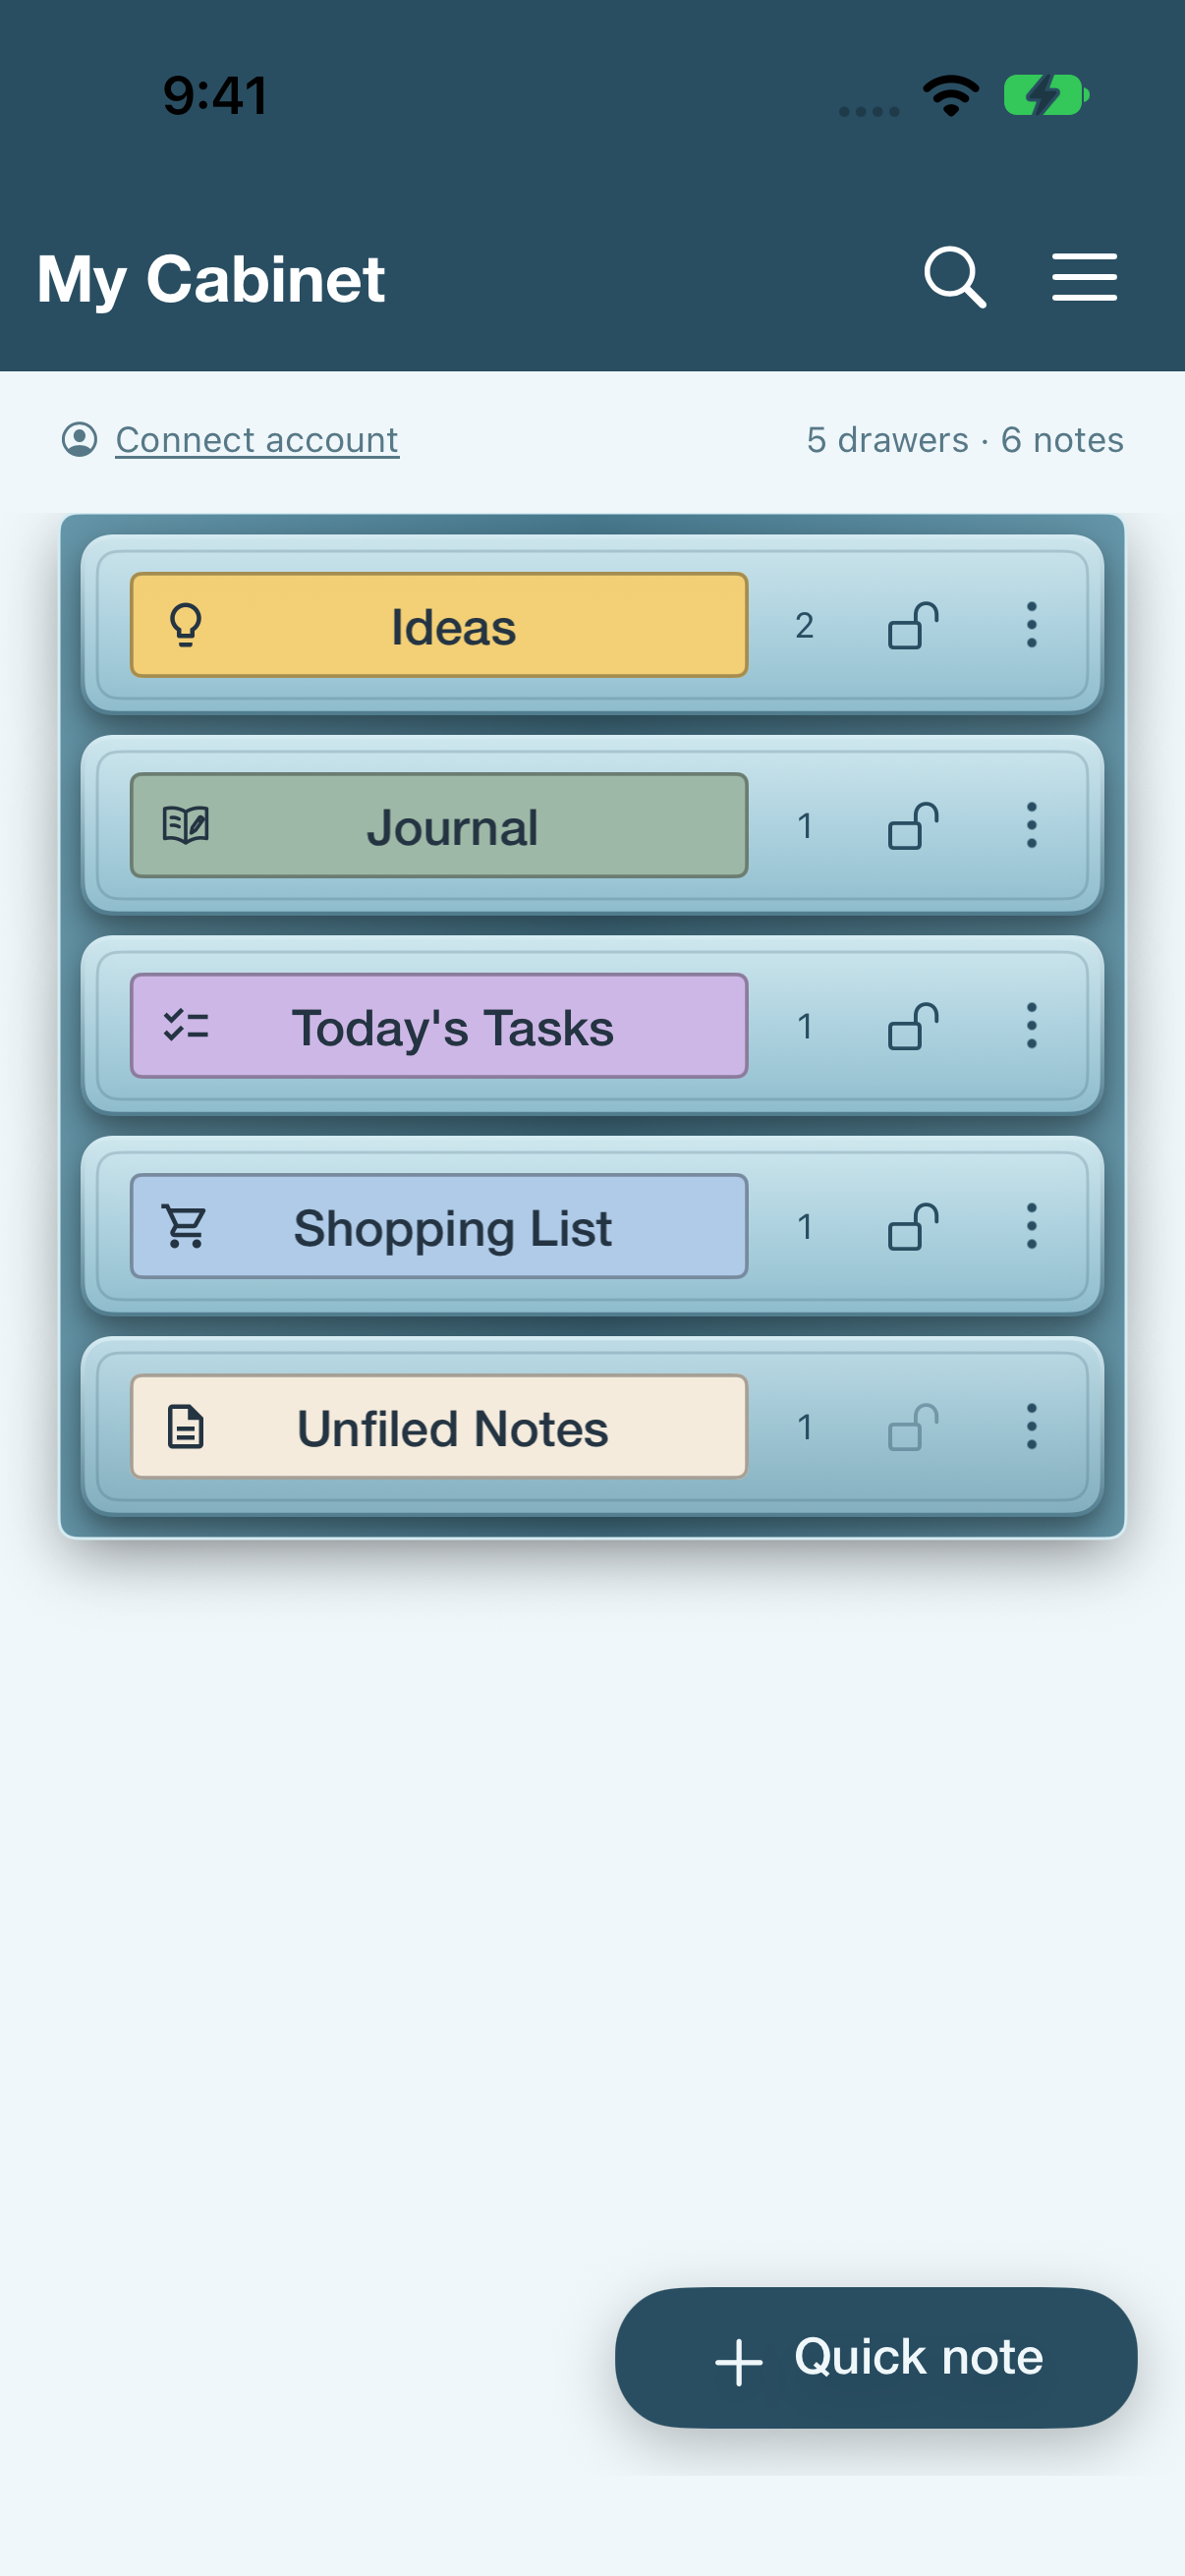 9:41
My Cabinet
Connect account
5 drawers · 6 notes
Ideas 2
Journal 1
Today's Tasks 1
Shopping List 1
Unfiled Notes 1
Quick note